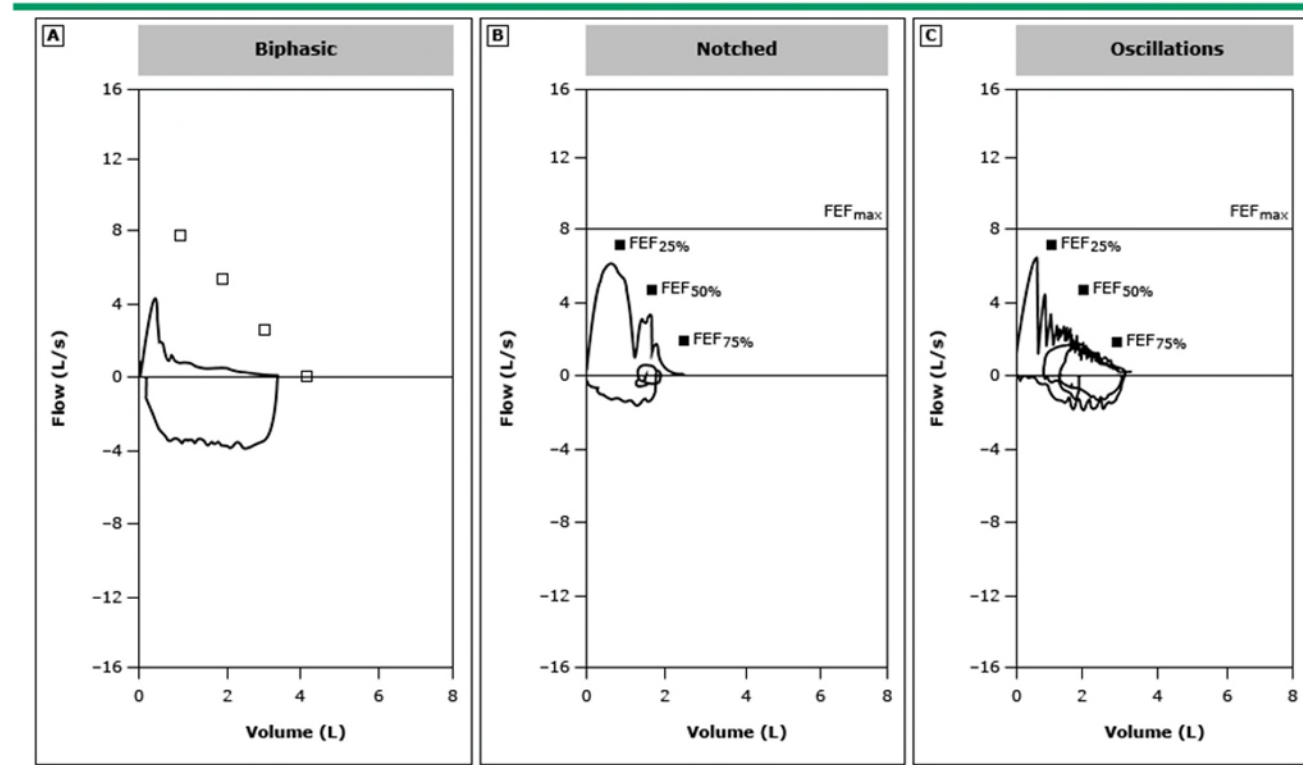 A
Biphasic
16
12
8
4
0
−4
−8
−12
−16
Flow (L/s)
0 2 4 6 8
Volume (L)
B
Notched
16
12
8
4
0
−4
−8
−12
−16
Flow (L/s)
FEFmax
FEF25%
FEF50%
FEF75%
0 2 4 6 8
Volume (L)
C
Oscillations
16
12
8
4
0
−4
−8
−12
−16
Flow (L/s)
FEFmax
FEF25%
FEF50%
FEF75%
0 2 4 6 8
Volume (L)